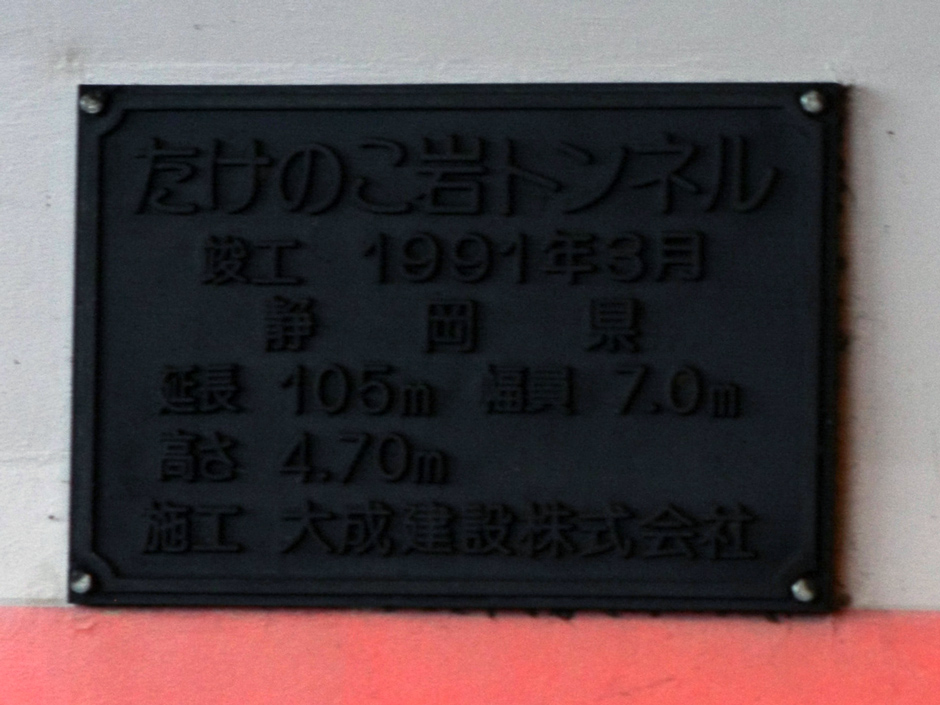 たけのこ岩トンネル
竣工 1991年3月
静岡県
延長 105m 幅員 7.0m
高さ 4.70m
施工 大成建設株式会社